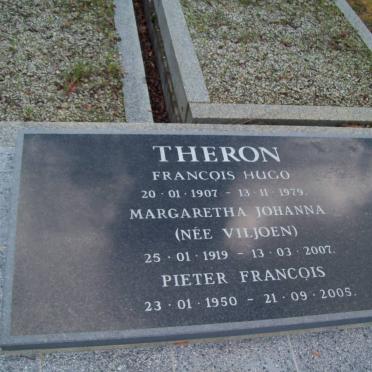 THERON
FRANÇOIS HUGO
20 · 01 · 1907 - 13 · 11 · 1979.
MARGARETHA JOHANNA
(NÉE VILJOEN)
25 · 01 · 1919 - 13 · 03 · 2007.
PIETER FRANÇOIS
23 · 01 · 1950 - 21 · 09 · 2005.